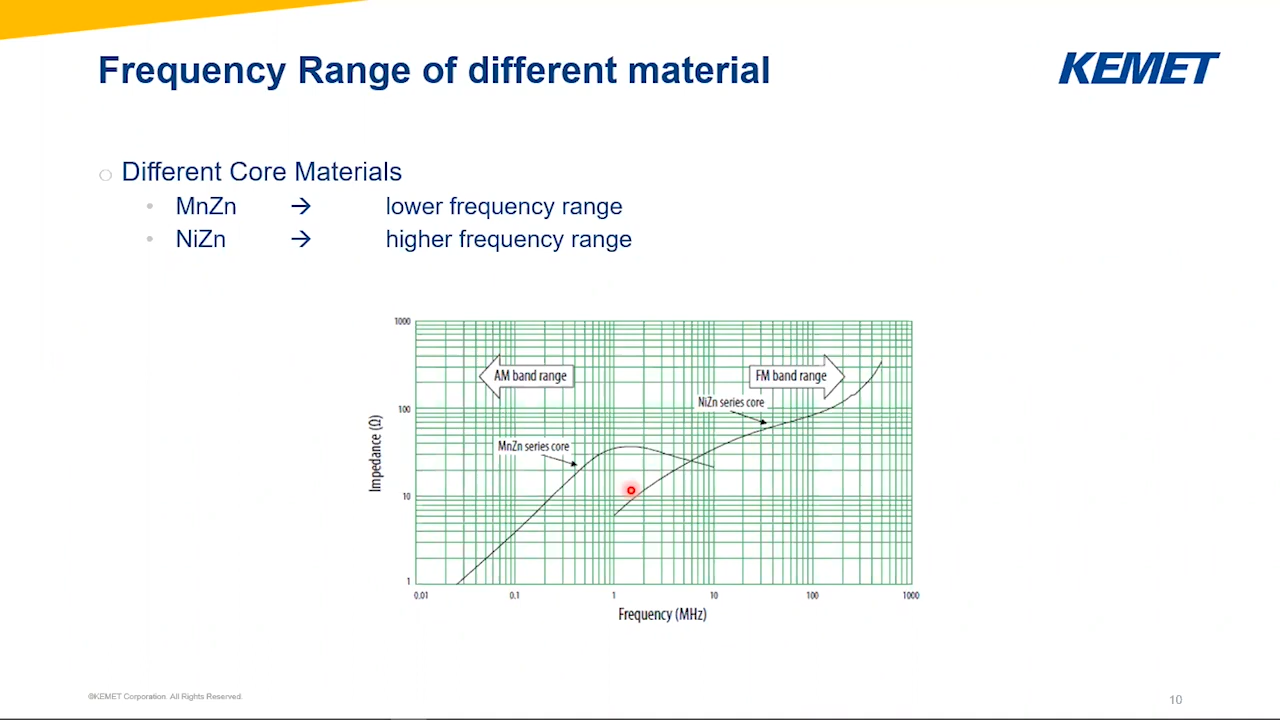 Frequency Range of different material
KEMET
Different Core Materials
MnZn → lower frequency range
NiZn → higher frequency range
1000
AM band range
FM band range
NiZn series core
100
MnZn series core
Impedance (Ω)
10
1
0,01 0,1 1 10 100 1000
Frequency (MHz)
©KEMET Corporation. All Rights Reserved.
10